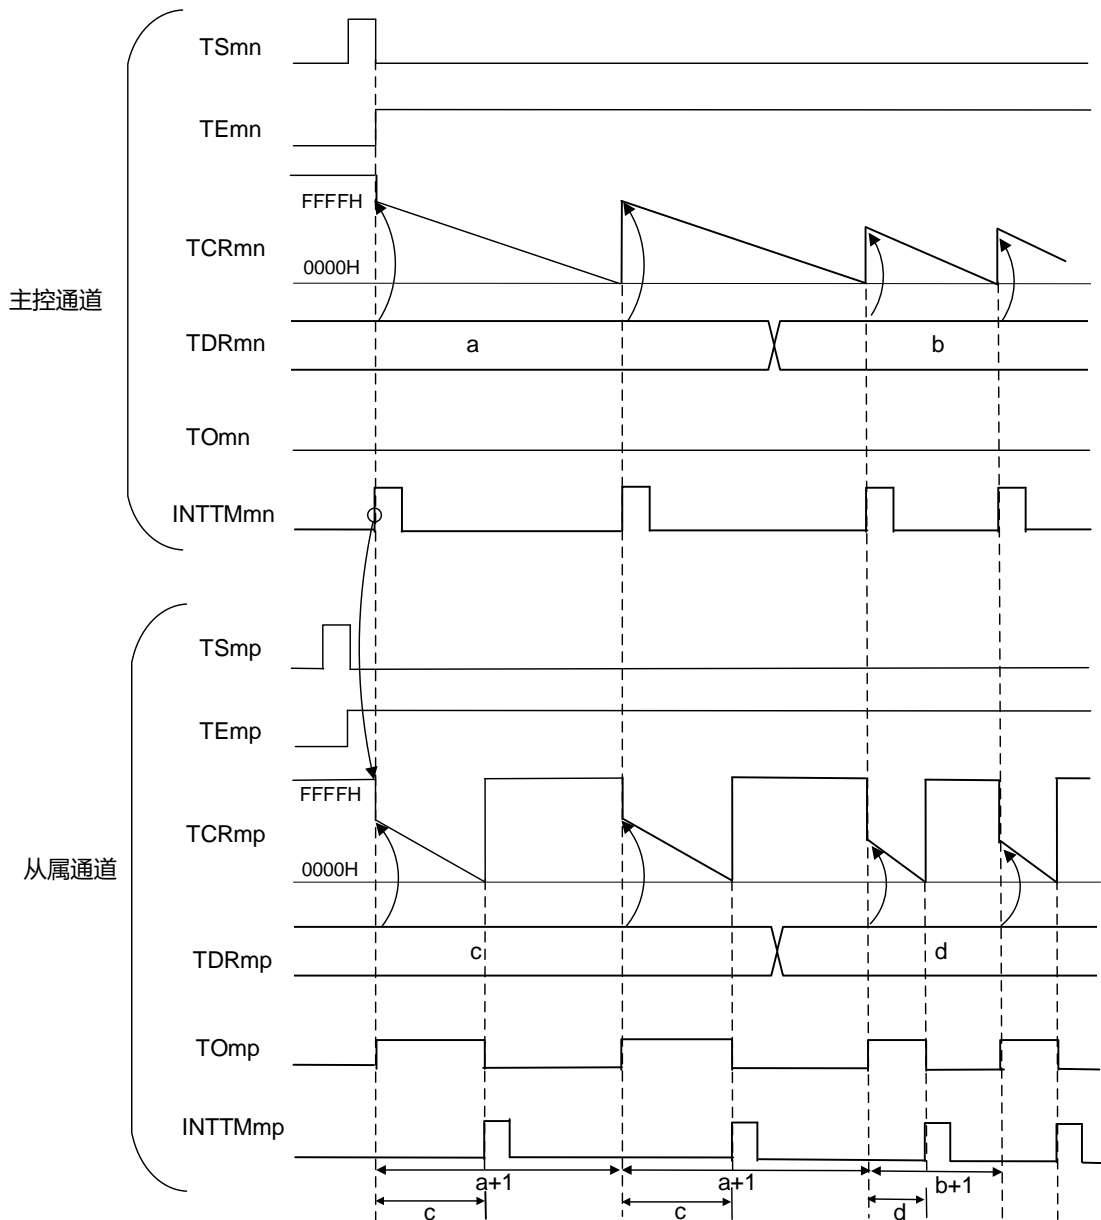 主控通道
TSmn
TEmn
FFFFH
TCRmn
0000H
TDRmn
a
b
TOmn
INTTMmn
从属通道
TSmp
TEmp
FFFFH
TCRmp
0000H
TDRmp
c
d
TOmp
INTTMmp
a+1
a+1
b+1
c
c
d